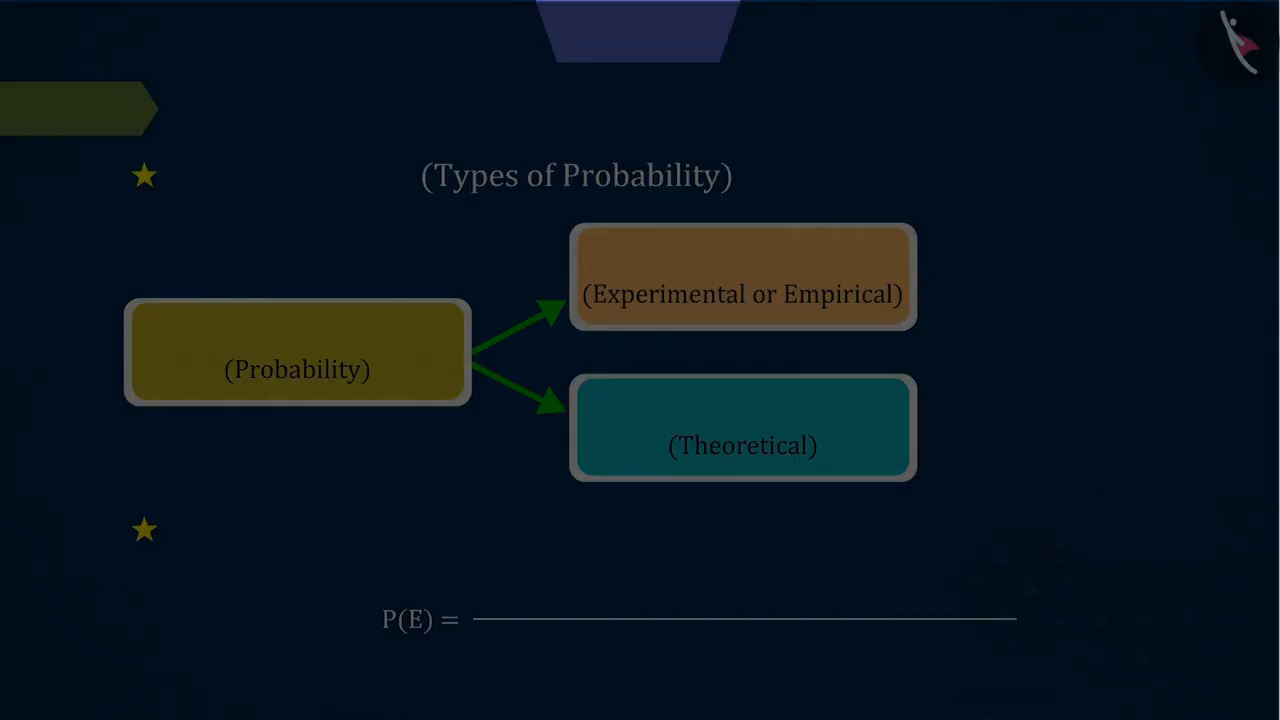 (Types of Probability)
(Experimental or Empirical)
(Probability)
(Theoretical)
P(E) =